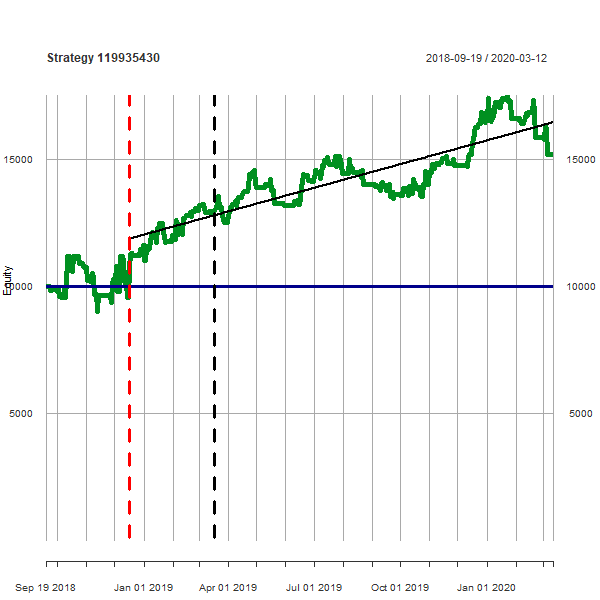 Strategy 119935430
2018-09-19 / 2020-03-12
15000
15000
Equity
10000
10000
5000
5000
Sep 19 2018
Jan 01 2019
Apr 01 2019
Jul 01 2019
Oct 01 2019
Jan 01 2020